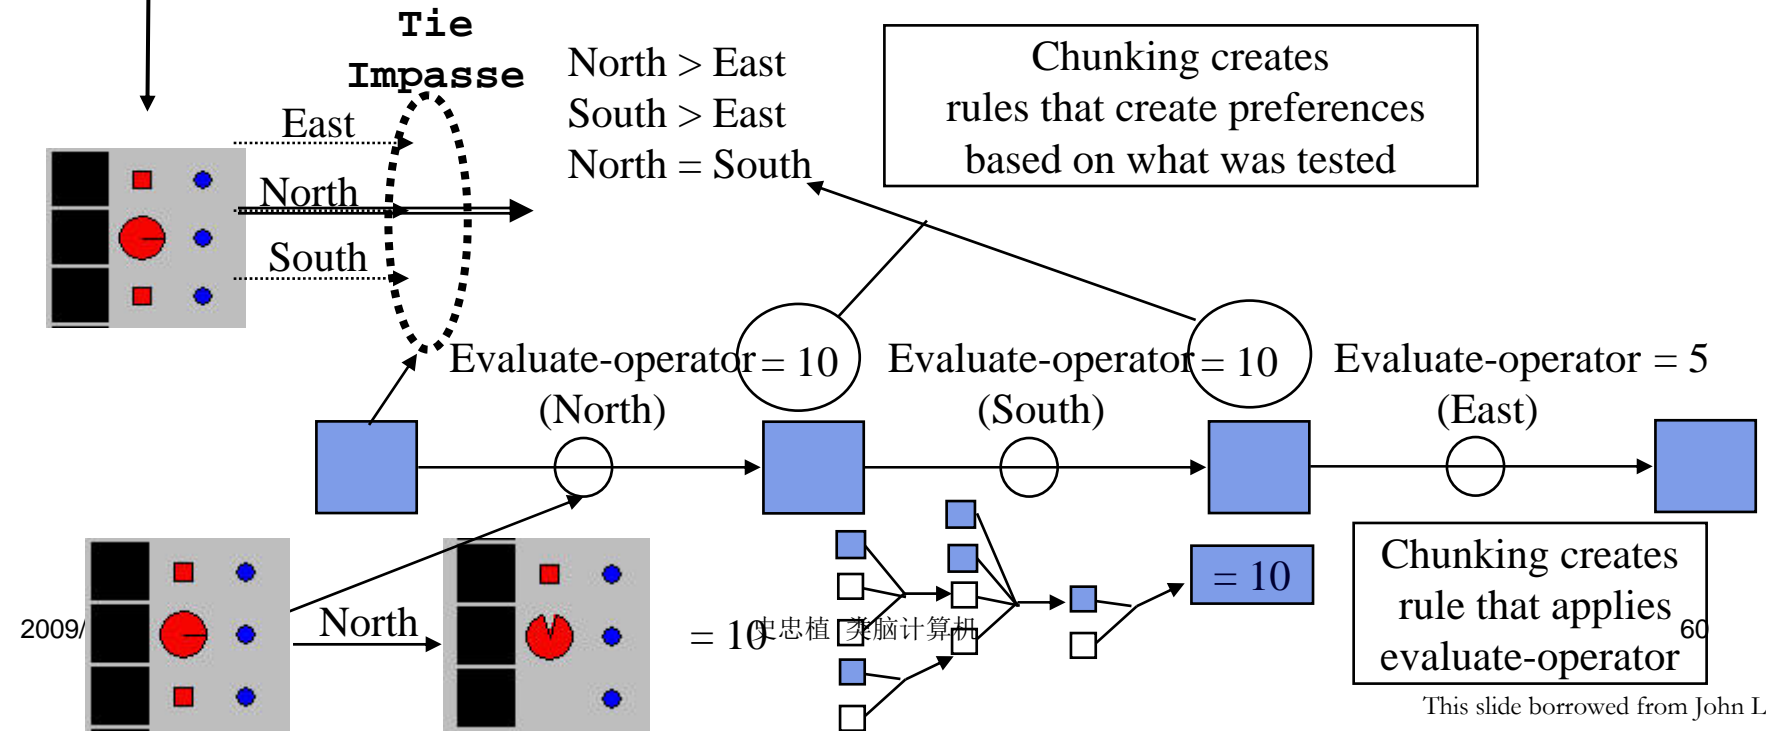 Tie
Impasse
North > East
South > East
North = South
Chunking creates
rules that create preferences
based on what was tested
East
North
South
Evaluate-operator = 10
(North)
Evaluate-operator = 10
(South)
Evaluate-operator = 5
(East)
North
= 10
= 10
Chunking creates
rule that applies
evaluate-operator
2009/
史忠植 类脑计算机
60
This slide borrowed from John L